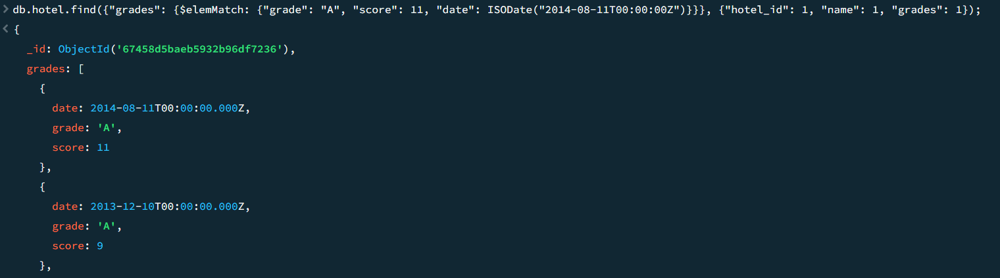 > db.hotel.find({"grades": {$elemMatch: {"grade": "A", "score": 11, "date": ISODate("2014-08-11T00:00:00Z")}}}, {"hotel_id": 1, "name": 1, "grades": 1});
< {
_id: ObjectId('67458d5baeb5932b96df7236'),
grades: [
{
date: 2014-08-11T00:00:00.000Z,
grade: 'A',
score: 11
},
{
date: 2013-12-10T00:00:00.000Z,
grade: 'A',
score: 9
},